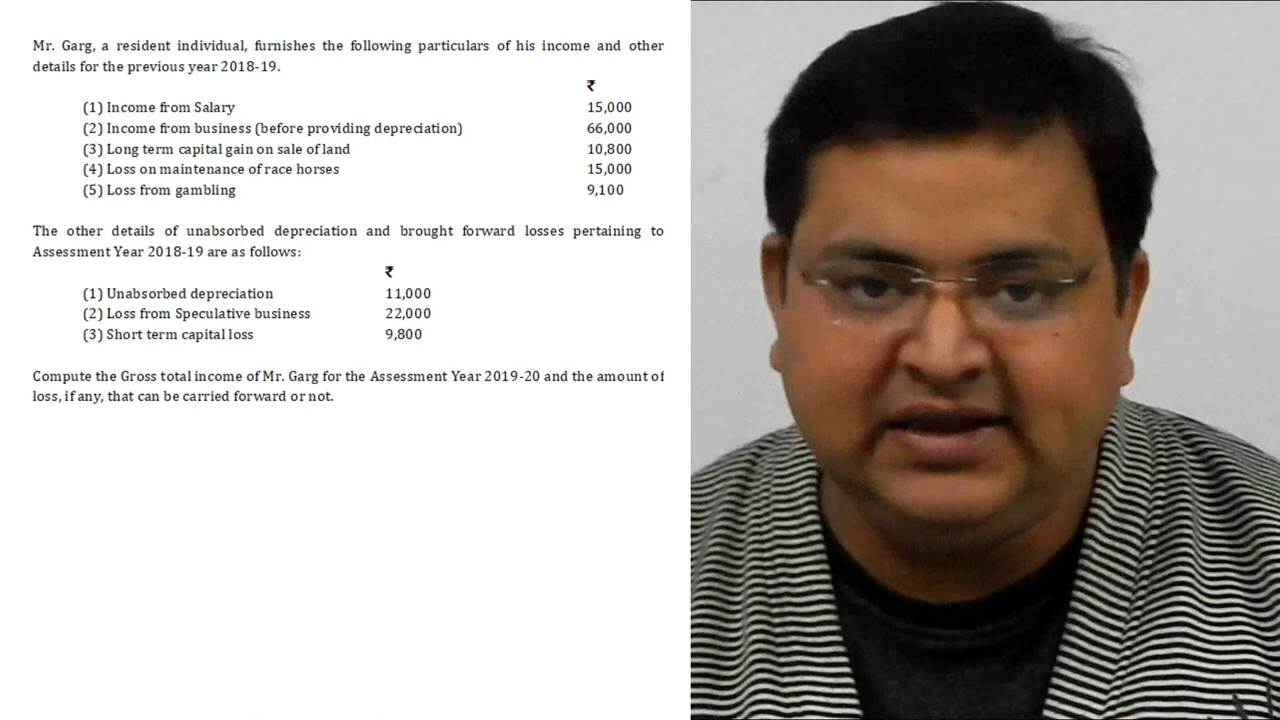 Mr. Garg, a resident individual, furnishes the following particulars of his income and other
details for the previous year 2018-19.
₹
(1) Income from Salary 15,000
(2) Income from business (before providing depreciation) 66,000
(3) Long term capital gain on sale of land 10,800
(4) Loss on maintenance of race horses 15,000
(5) Loss from gambling 9,100
The other details of unabsorbed depreciation and brought forward losses pertaining to
Assessment Year 2018-19 are as follows:
₹
(1) Unabsorbed depreciation 11,000
(2) Loss from Speculative business 22,000
(3) Short term capital loss 9,800
Compute the Gross total income of Mr. Garg for the Assessment Year 2019-20 and the amount of
loss, if any, that can be carried forward or not.